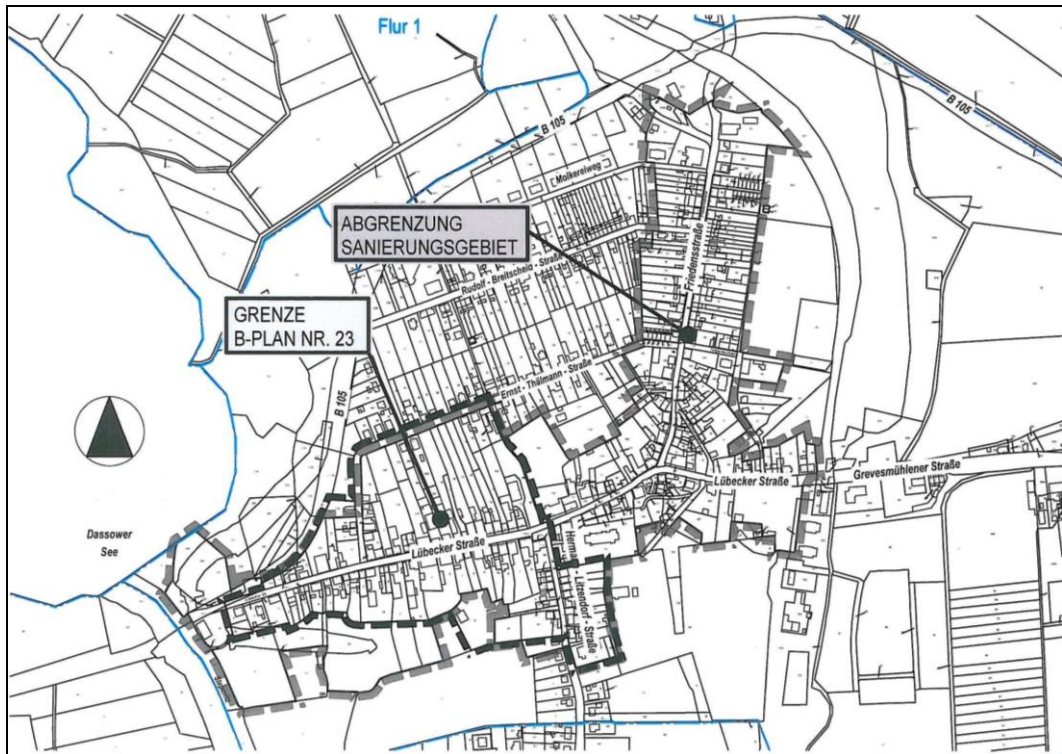 Flur 1
B 105
B 105
Molkereiweg
ABGRENZUNG
SANIERUNGSGEBIET
Friedensstraße
Rudolf - Breitscheid - Straße
GRENZE
B-PLAN NR. 23
Ernst - Thälmann - Straße
B 105
Lübecker Straße
Grevesmühlener Straße
Dassower
See
Lübecker Straße
Herman - Litzendorf - Straße